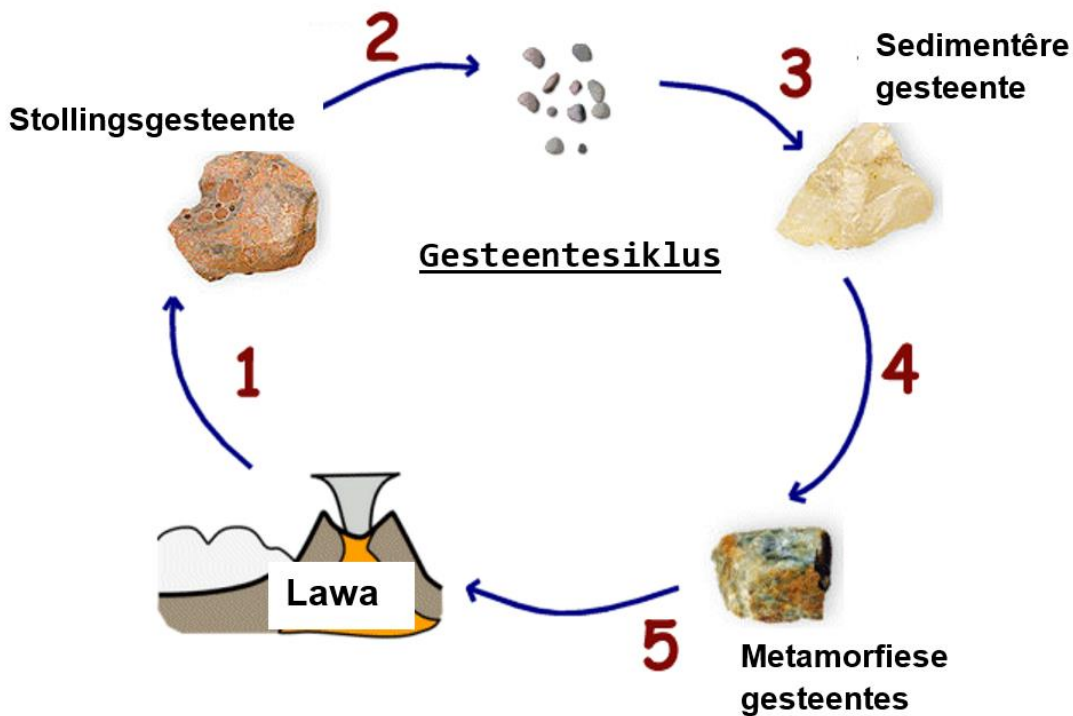 2
3
Sedimentêre
gesteente
Stollingsgesteente
Gesteentesiklus
1
4
Lawa
5
Metamorfiese
gesteentes